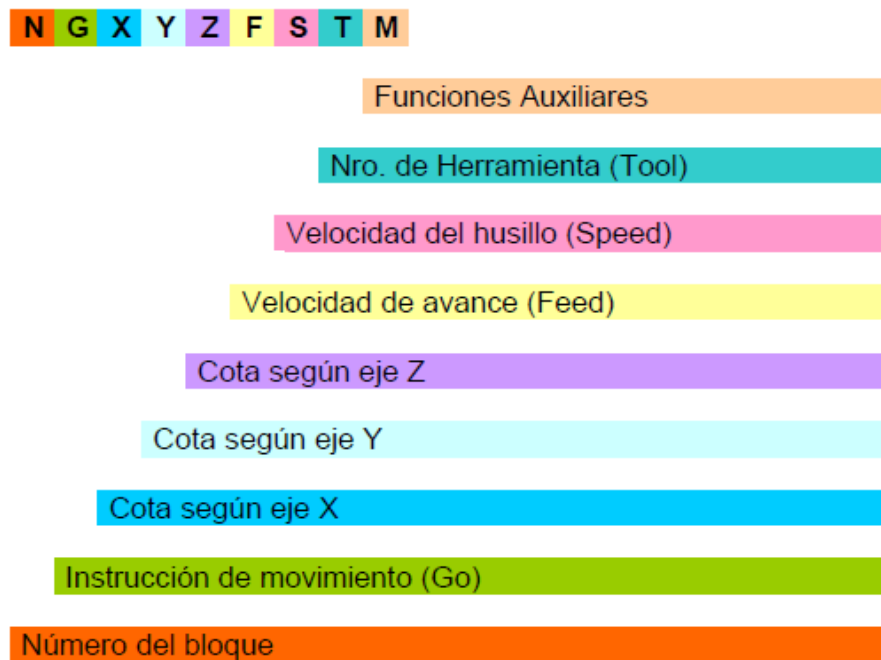 N G X Y Z F S T M
Funciones Auxiliares
Nro. de Herramienta (Tool)
Velocidad del husillo (Speed)
Velocidad de avance (Feed)
Cota según eje Z
Cota según eje Y
Cota según eje X
Instrucción de movimiento (Go)
Número del bloque